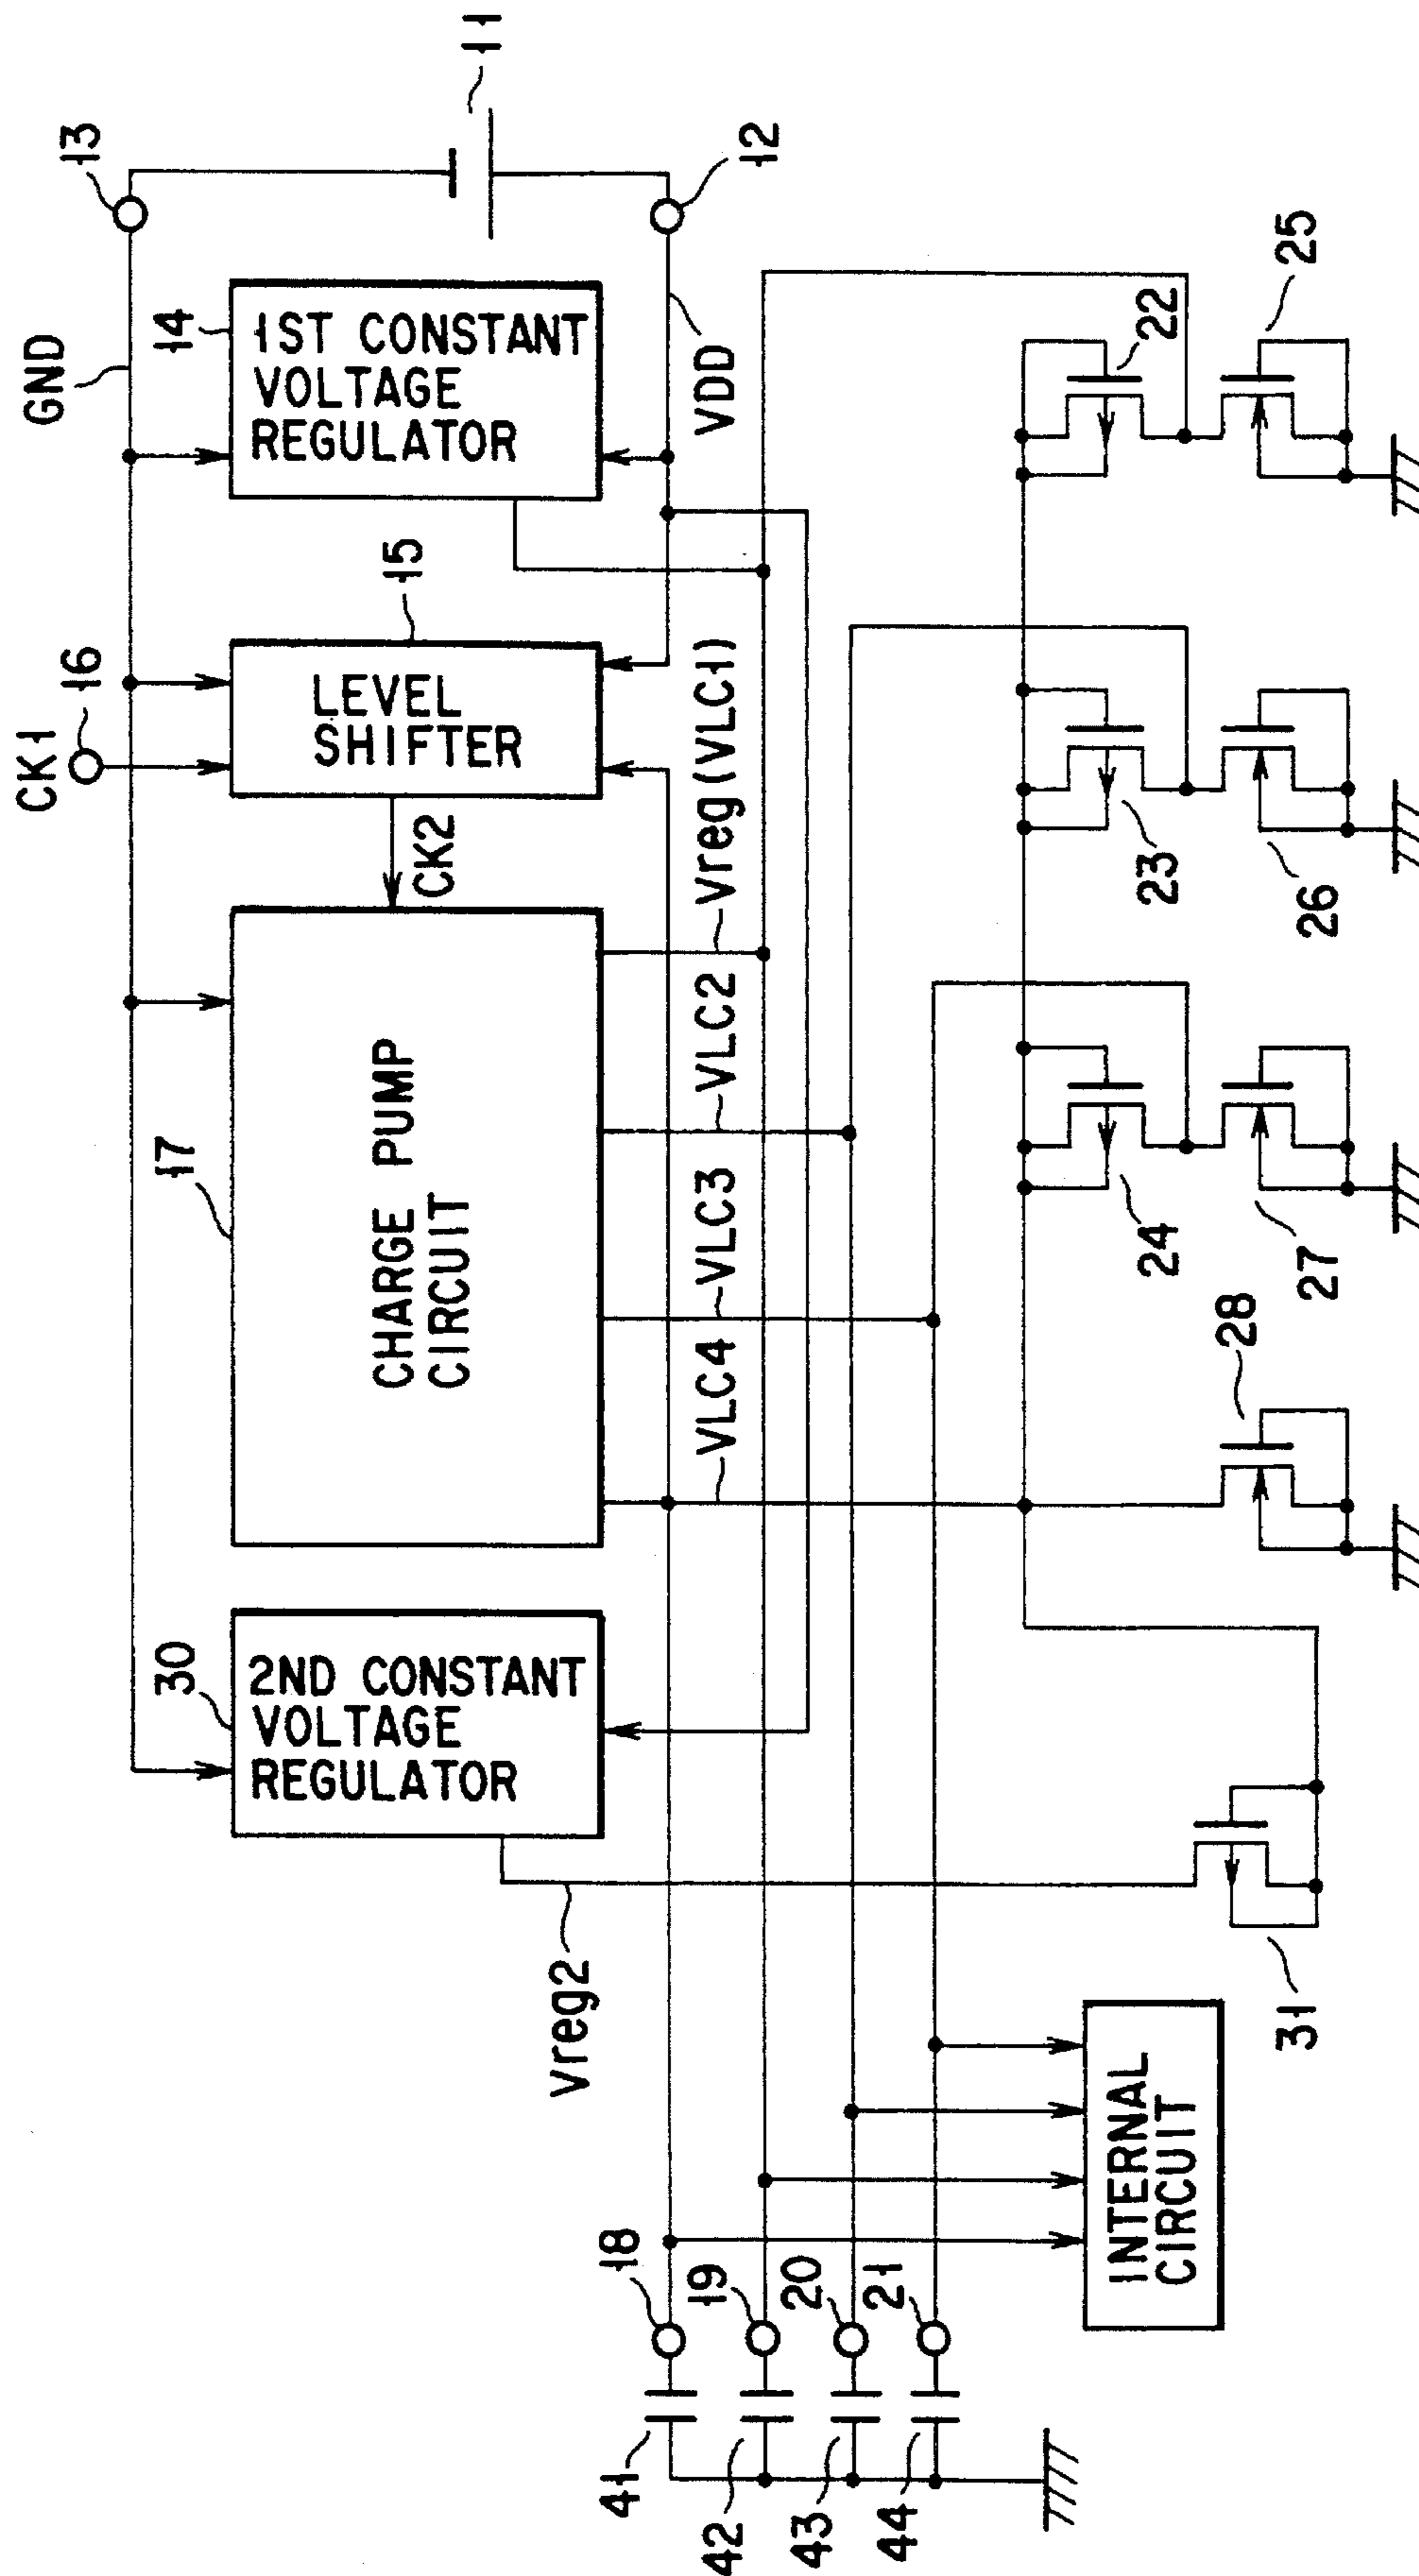 GND
13
11
12
14
1ST CONSTANT
VOLTAGE
REGULATOR
VDD
CK1
16
15
LEVEL
SHIFTER
CK2
17
CHARGE PUMP
CIRCUIT
Vreg(VLC1)
VLC2
VLC3
VLC4
30
2ND CONSTANT
VOLTAGE
REGULATOR
Vreg2
22
25
23
26
24
27
28
31
INTERNAL
CIRCUIT
18
19
20
21
41
42
43
44